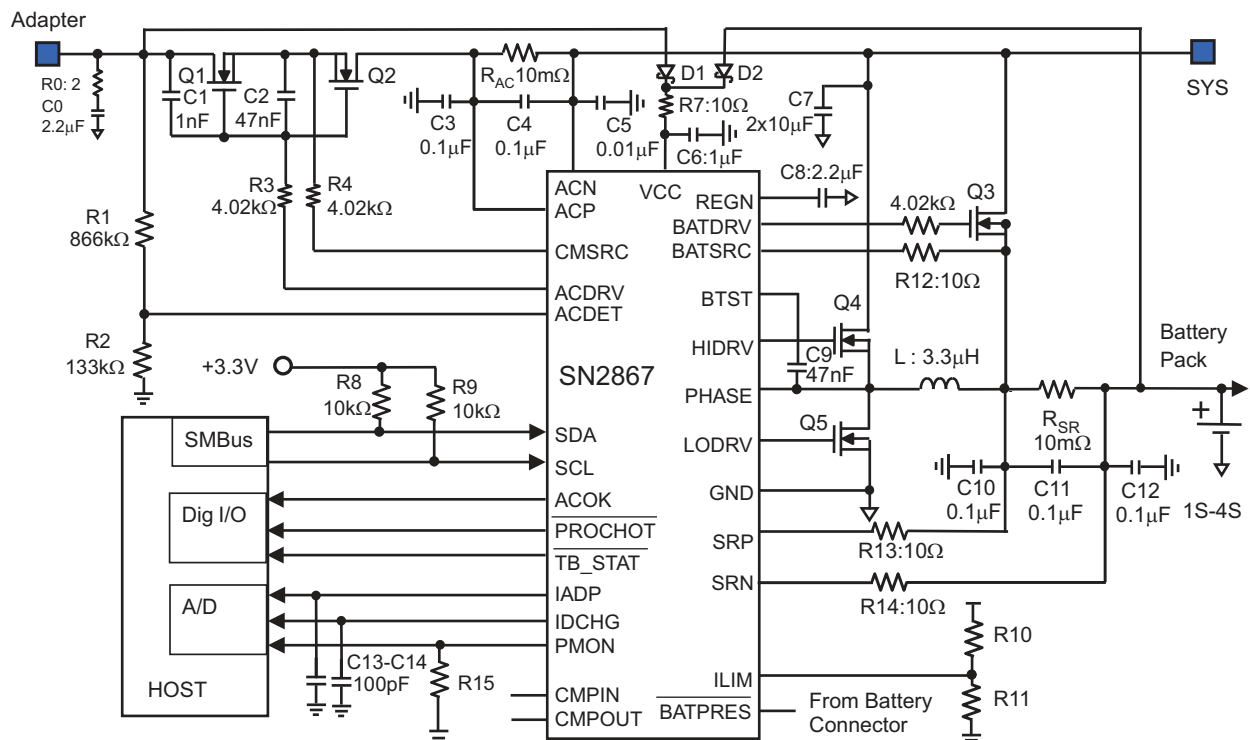 Adapter
SYS
R0: 2
C0
2.2µF
Q1
C1
1nF
C2
47nF
Q2
RAC 10mΩ
D1
D2
C3
0.1µF
C4
0.1µF
C5
0.01µF
R7:10Ω
C6:1µF
C7
2x10µF
R1
866kΩ
R3
4.02kΩ
R4
4.02kΩ
R2
133kΩ
ACN
ACP
CMSRC
ACDRV
ACDET
VCC
REGN
C8:2.2µF
BATDRV
4.02kΩ
Q3
BATSRC
R12:10Ω
BTST
Q4
HIDRV
C9
47nF
SN2867
PHASE
L : 3.3µH
Battery
Pack
+
1S-4S
RSR
10mΩ
LODRV
Q5
GND
C10
0.1µF
C11
0.1µF
C12
0.1µF
SRP
R13:10Ω
SRN
R14:10Ω
+3.3V
R8
10kΩ
R9
10kΩ
SMBus
SDA
SCL
Dig I/O
ACOK
PROCHOT
TB_STAT
A/D
IADP
IDCHG
PMON
HOST
C13-C14
100pF
R15
CMPIN
CMPOUT
ILIM
R10
R11
BATPRES
From Battery
Connector